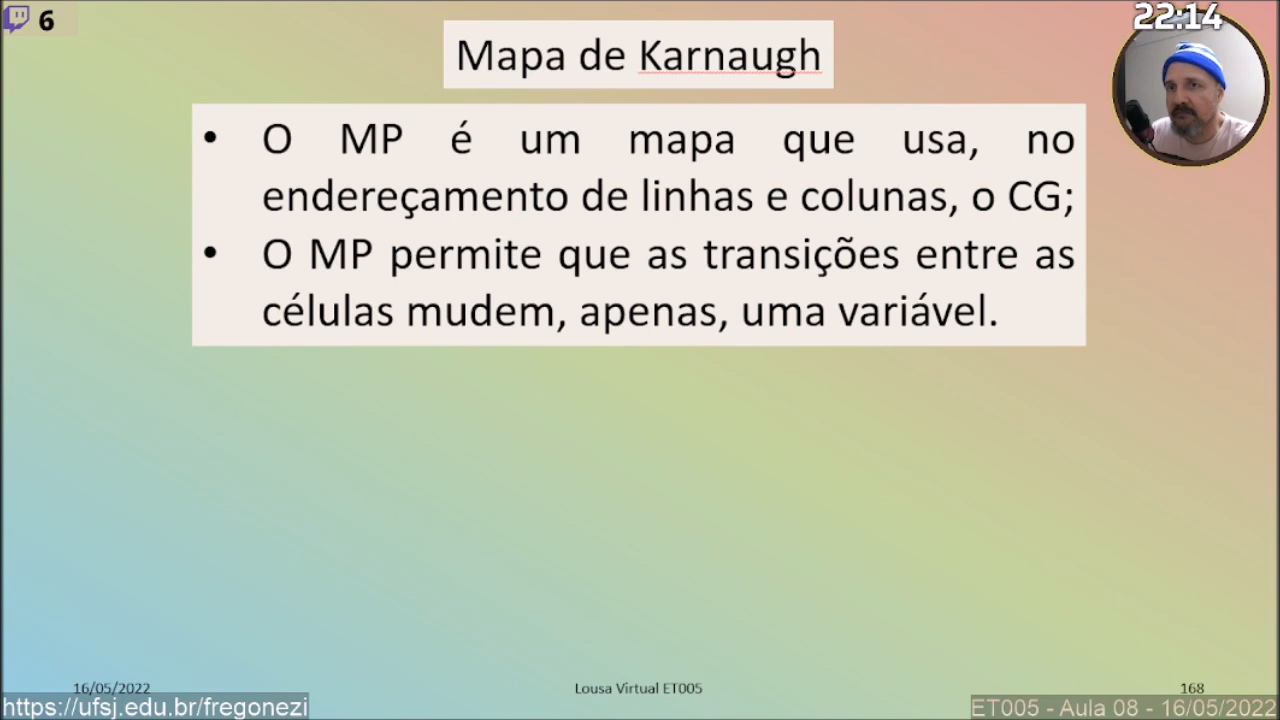 6
22:14
Mapa de Karnaugh
• O MP é um mapa que usa, no
endereçamento de linhas e colunas, o CG;
• O MP permite que as transições entre as
células mudem, apenas, uma variável.
16/05/2022
Lousa Virtual ET005
168
https://ufsj.edu.br/fregonezi
ET005 - Aula 08 - 16/05/2022